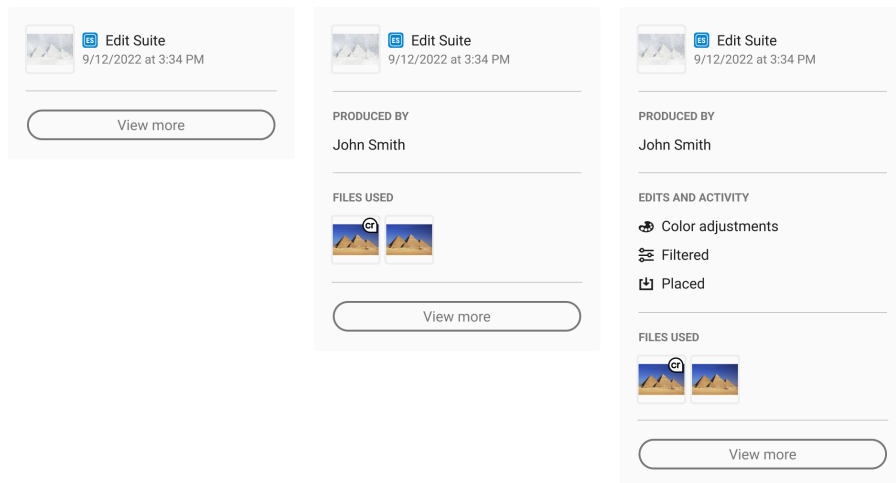 ES Edit Suite
9/12/2022 at 3:34 PM
View more
ES Edit Suite
9/12/2022 at 3:34 PM
PRODUCED BY
John Smith
FILES USED
cr
View more
ES Edit Suite
9/12/2022 at 3:34 PM
PRODUCED BY
John Smith
EDITS AND ACTIVITY
Color adjustments
Filtered
Placed
FILES USED
cr
View more